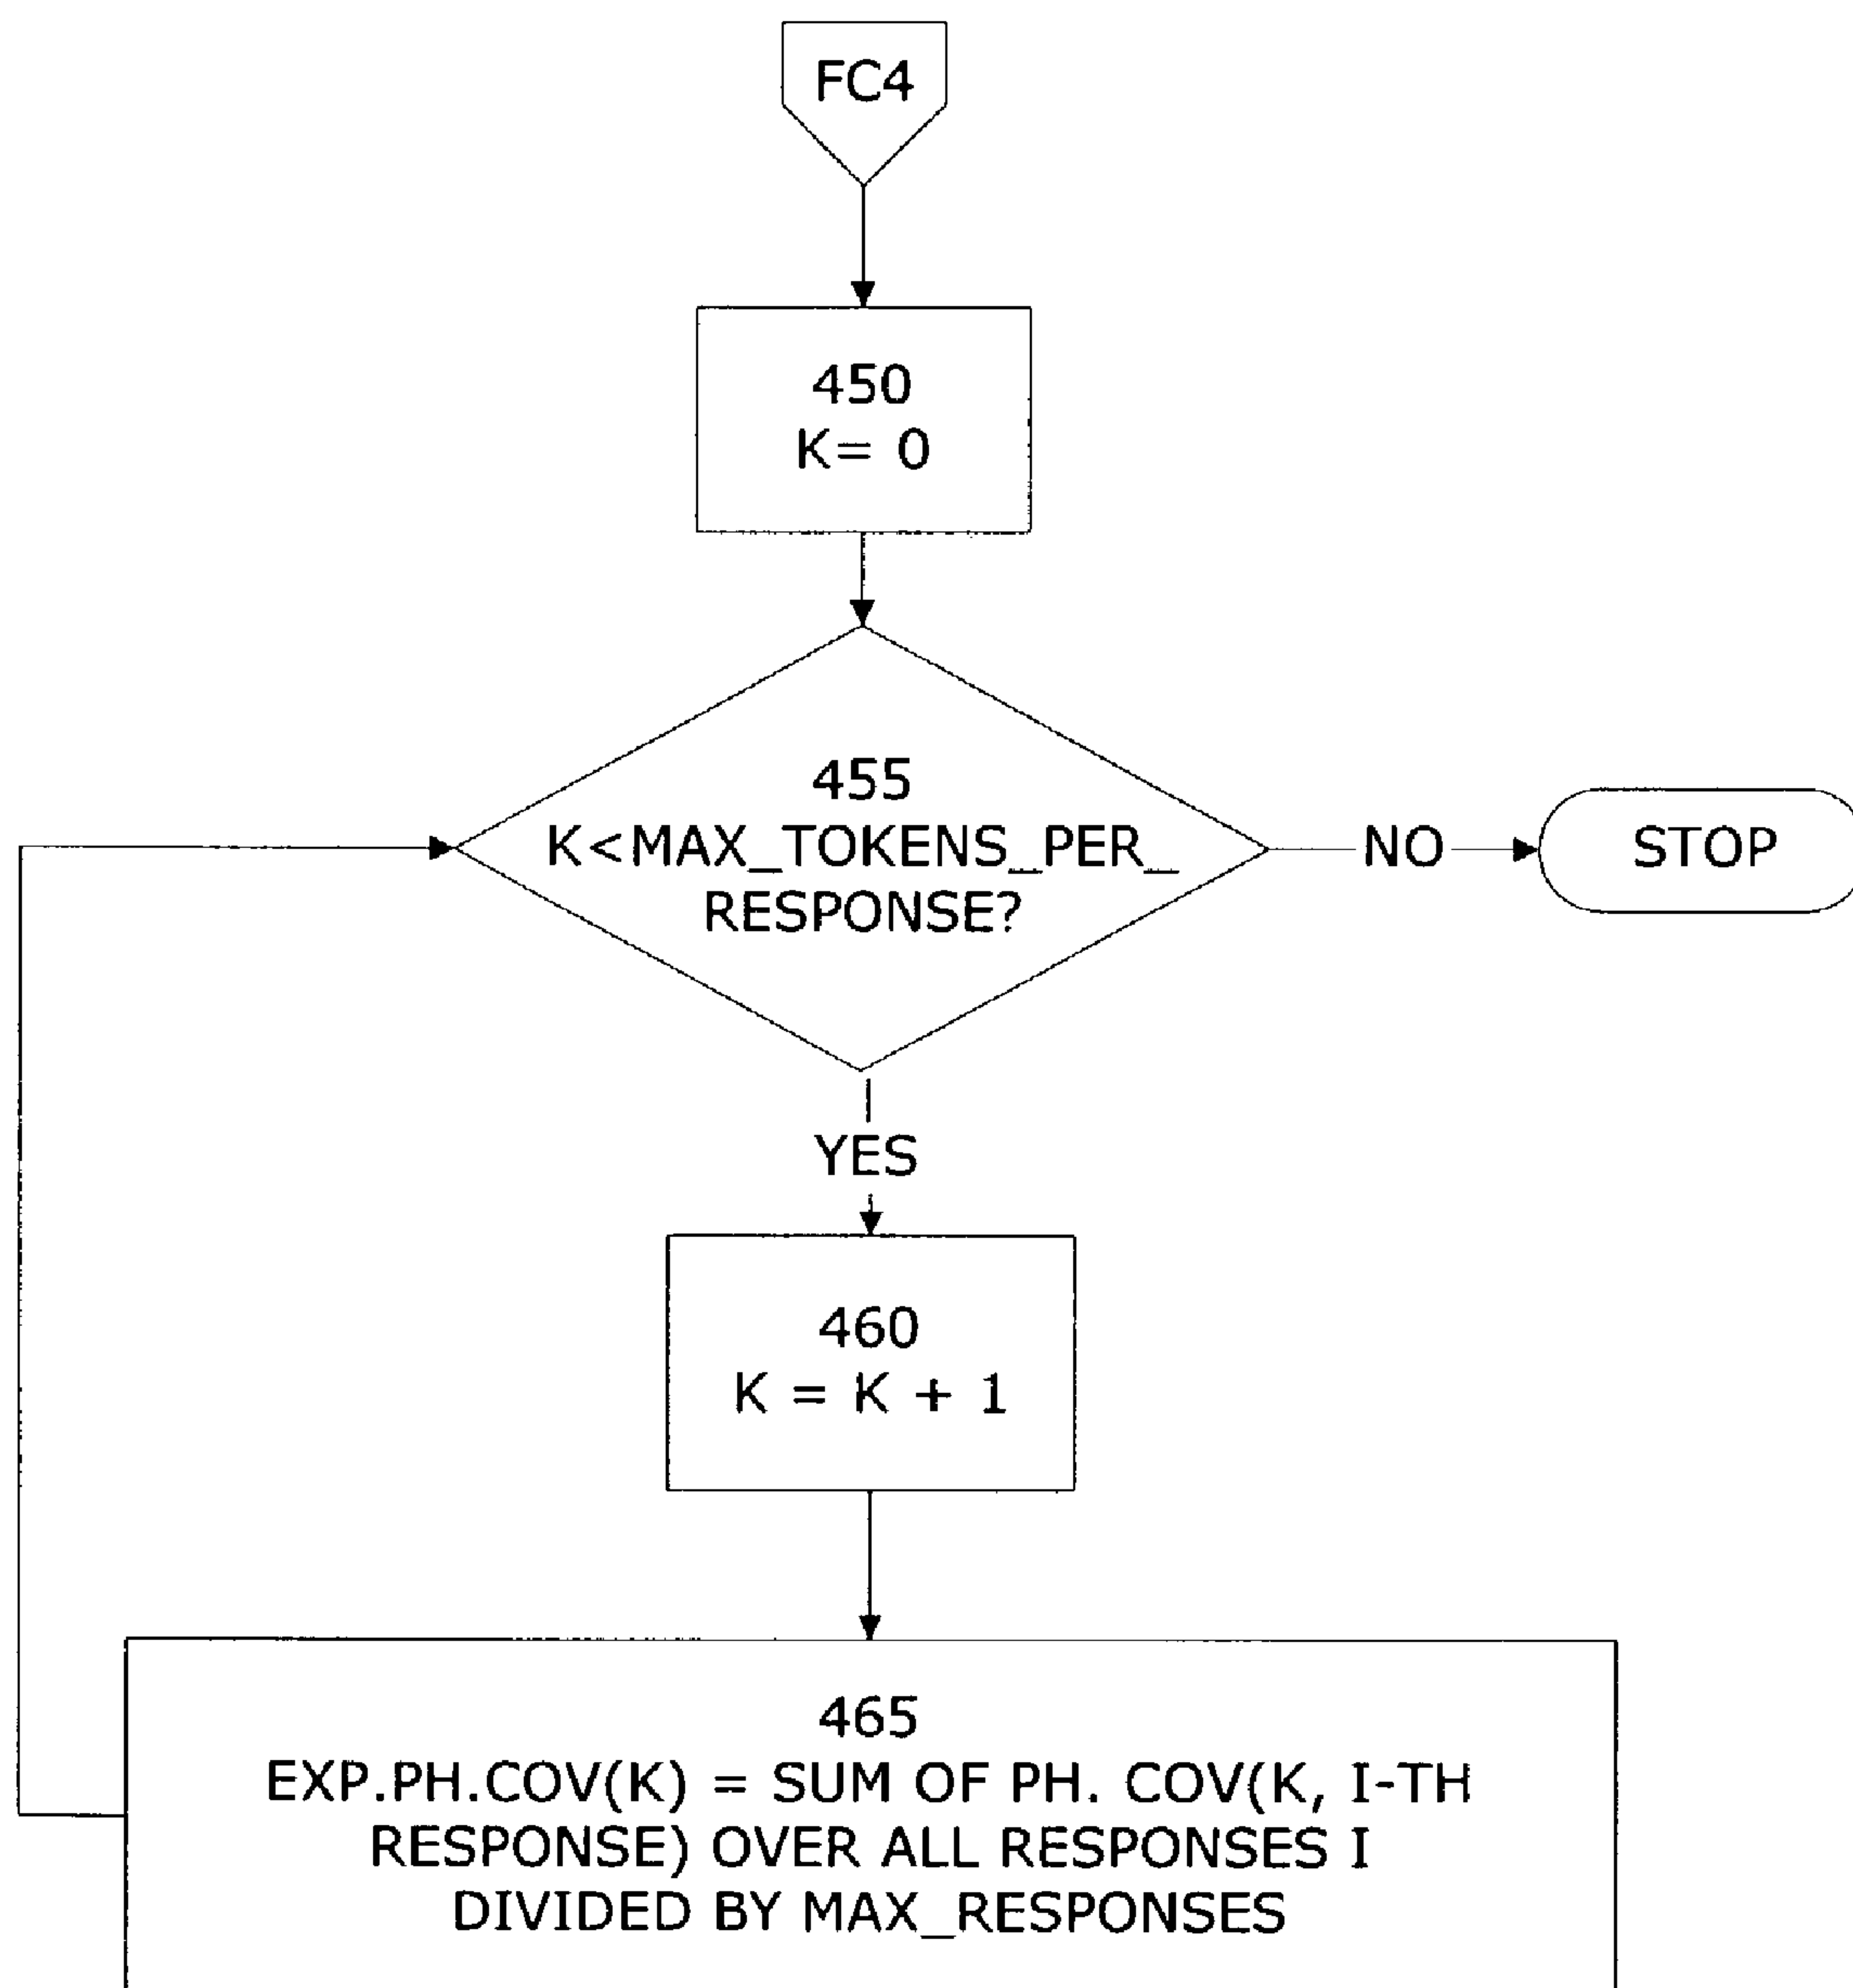 FC4
450
K= 0
455
K<MAX_TOKENS_PER_
RESPONSE?
NO
STOP
YES
460
K = K + 1
465
EXP.PH.COV(K) = SUM OF PH. COV(K, I-TH
RESPONSE) OVER ALL RESPONSES I
DIVIDED BY MAX_RESPONSES